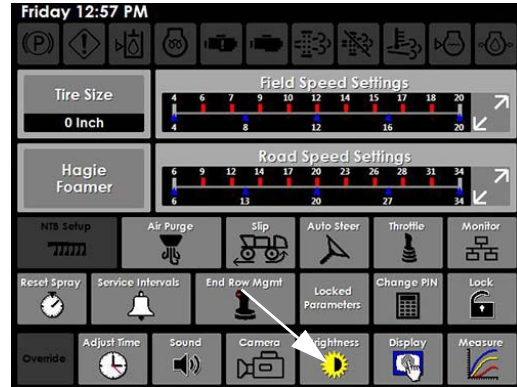 Friday 12:57 PM
Tire Size
0 Inch
Field Speed Settings
4 6 7 9 10 12 14 15 17 18 20
4 8 12 16 20
Hagie
Foamer
Road Speed Settings
6 9 12 14 17 20 23 26 28 31 34
6 13 20 27 34
NTB Setup
Air Purge
Slip
Auto Steer
Throttle
Monitor
Reset Spray
Service Intervals
End Row Mgmt
Locked
Parameters
Change PIN
Lock
Override
Adjust Time
Sound
Camera
Brightness
Display
Measure